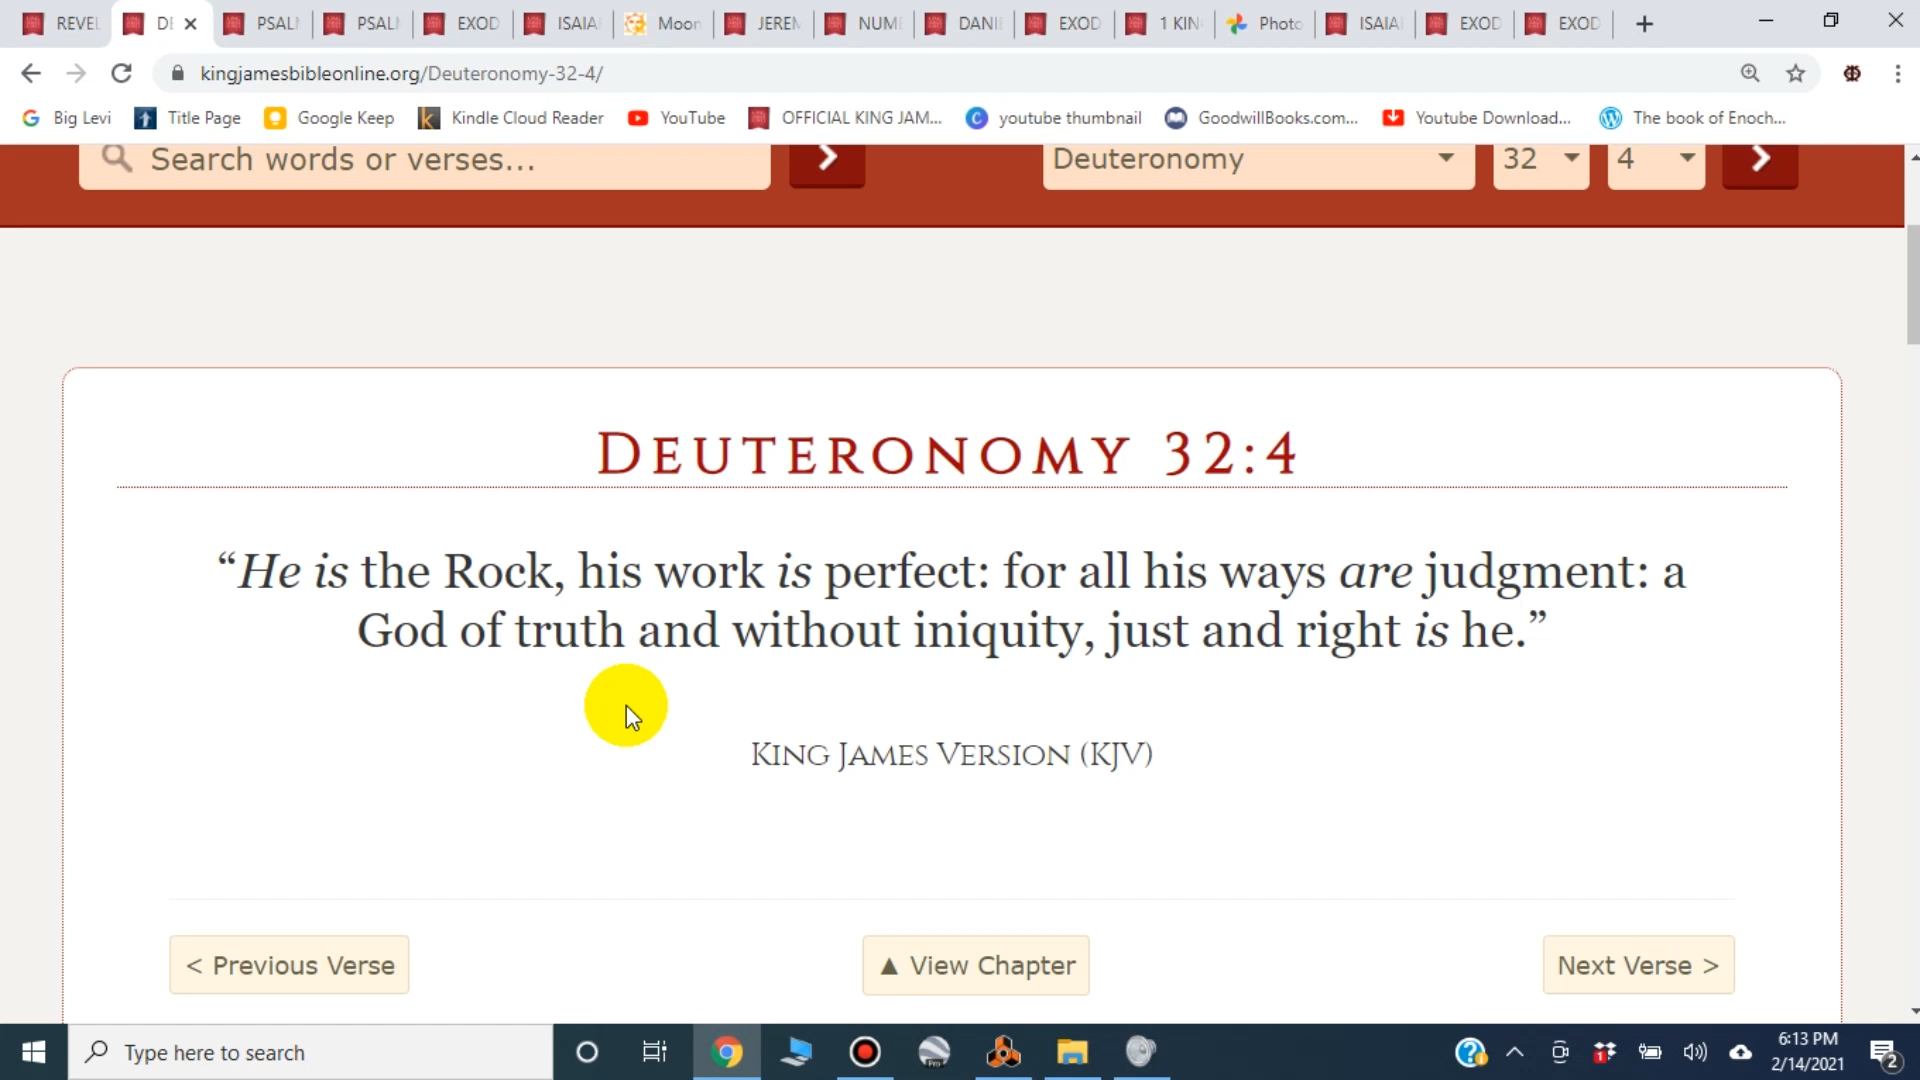 REVEL DE PSALM PSALM EXOD ISAIA Moon JEREM NUM DANIE EXOD 1 KIN Photo ISAIA EXOD EXOD
kingjamesbibleonline.org/Deuteronomy-32-4/
Big Levi Title Page Google Keep Kindle Cloud Reader YouTube OFFICIAL KING JAM... youtube thumbnail GoodwillBooks.com... Youtube Download... The book of Enoch...
Search words or verses... Deuteronomy 32 4
DEUTERONOMY 32:4
“He is the Rock, his work is perfect: for all his ways are judgment: a
God of truth and without iniquity, just and right is he.”
KING JAMES VERSION (KJV)
< Previous Verse ▲ View Chapter Next Verse >
Type here to search
6:13 PM
2/14/2021
2